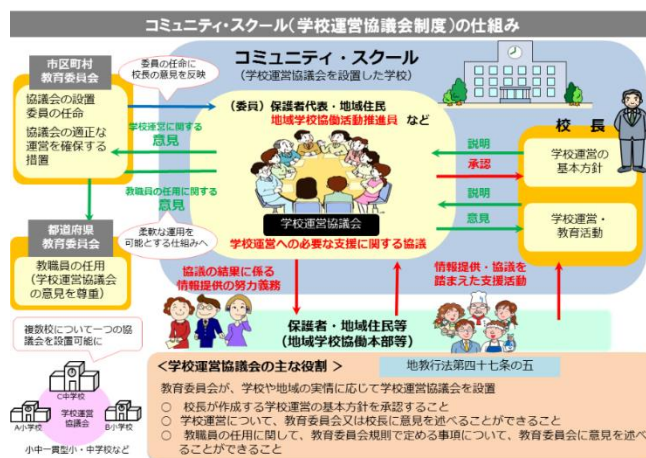 コミュニティ・スクール(学校運営協議会制度)の仕組み
市区町村
教育委員会
協議会の設置
委員の任命
協議会の適正な
運営を確保する
措置
委員の任命に
校長の意見を反映
コミュニティ・スクール
(学校運営協議会を設置した学校)
(委員)保護者代表・地域住民
地域学校協働活動推進員 など
学校運営に関する
意見
教職員の任用に関する
意見
柔軟な運用を
可能とする仕組みへ
都道府県
教育委員会
教職員の任用
(学校運営協議会
の意見を尊重)
学校運営協議会
学校運営への必要な支援に関する協議
校 長
説明
承認
学校運営の
基本方針
説明
意見
学校運営・
教育活動
協議の結果に係る
情報提供の努力義務
情報提供・協議を
踏まえた支援活動
保護者・地域住民等
(地域学校協働本部等)
複数校について一つの協
議会を設置可能に
C中学校
学校運営
協議会
A小学校
B小学校
小中一貫型小・中学校など
<学校運営協議会の主な役割 >
地教行法第四十七条の五
教育委員会が、学校や地域の実情に応じて学校運営協議会を設置
○ 校長が作成する学校運営の基本方針を承認すること
○ 学校運営について、教育委員会又は校長に意見を述べることができること
○ 教職員の任用に関して、教育委員会規則で定める事項について、教育委員会に意見を述べ
ることができること